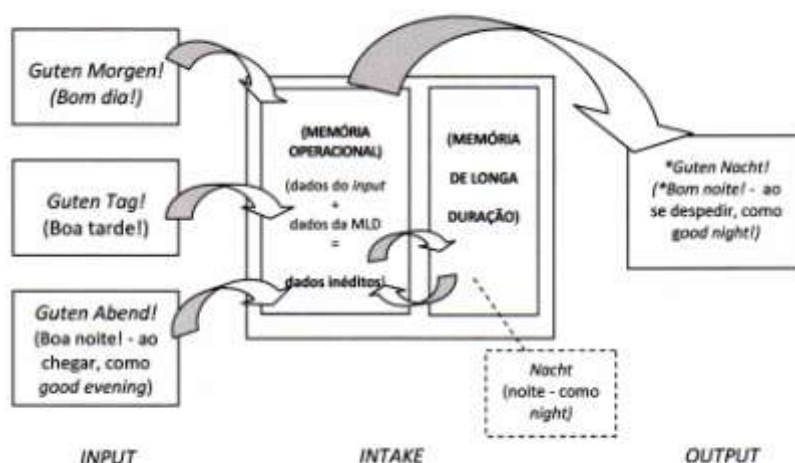 Guten Morgen!
(Bom dia!)
Guten Tag!
(Boa tarde!)
Guten Abend!
(Boa noite! - ao
chegar, como
good evening)
(MEMÓRIA
OPERACIONAL)
(dados do input
+
dados da MLD
=
dados inéditos)
(MEMÓRIA
DE LONGA
DURAÇÃO)
Nacht
(noite - como
night)
*Guten Nacht!
(*Bom noite! - ao
se despedir, como
good night!)
INPUT
INTAKE
OUTPUT